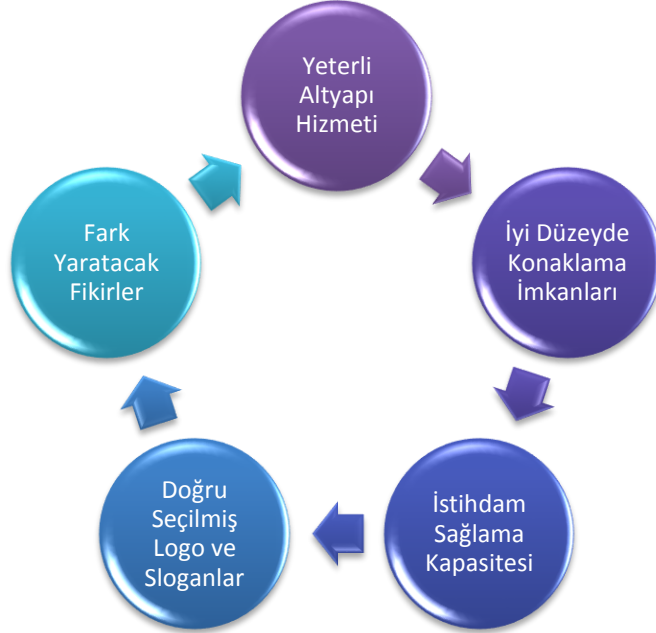 Yeterli
Altyapı
Hizmeti
İyi Düzeyde
Konaklama
İmkanları
İstihdam
Sağlama
Kapasitesi
Doğru
Seçilmiş
Logo ve
Sloganlar
Fark
Yaratacak
Fikirler